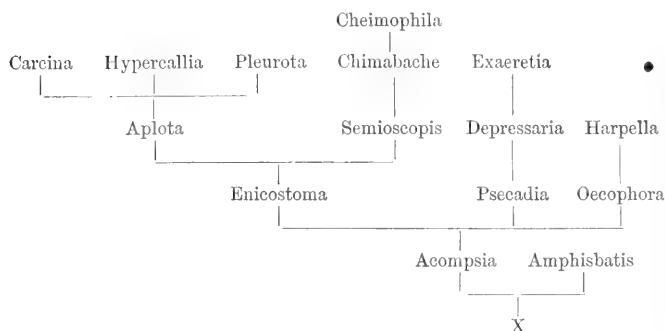 Cheimophila
Carcina Hypercallia Pleurota Chimabache Exaeretia
Aplota Semioscopis Depressaria Harpella
Enicostoma Psecadia Oecophora
Acompsia Amphisbatis
X